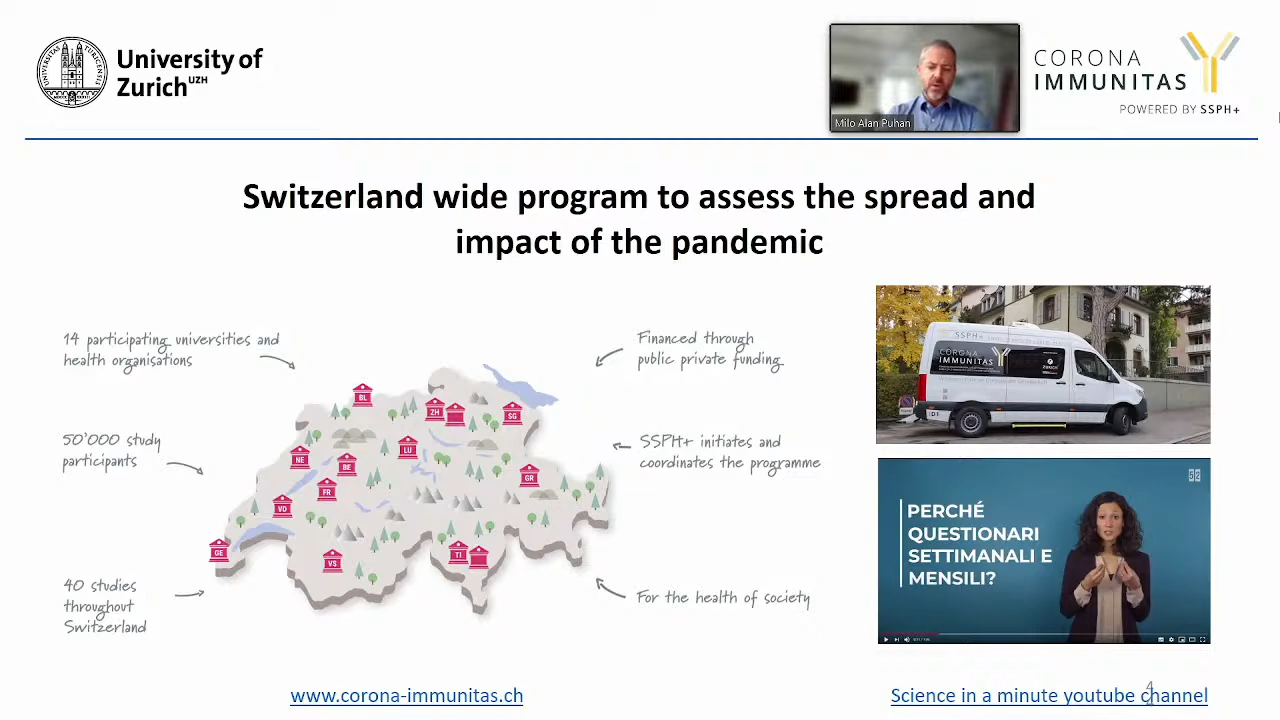 University of
Zurich UZH
Milo Alan Puhan
CORONA
IMMUNITAS
POWERED BY SSPH+
Switzerland wide program to assess the spread and
impact of the pandemic
14 participating universities and
health organisations
50'000 study
participants
40 studies
throughout
Switzerland
BL
ZH
SG
NE
BE
LU
GR
FR
VD
GE
VS
TI
Financed through
public private funding
SSPH+ initiates and
coordinates the programme
For the health of society
SSPH+
CORONA
IMMUNITAS
ZURICH
PERCHÉ
QUESTIONARI
SETTIMANALI E
MENSILI?
www.corona-immunitas.ch
Science in a minute youtube channel
4